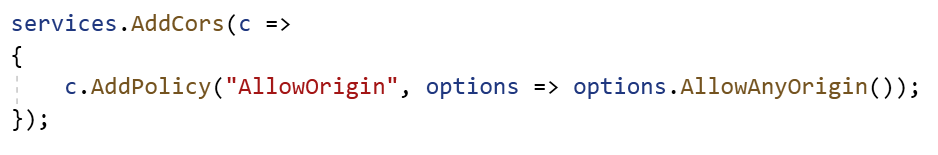 services.AddCors(c =>
{
    c.AddPolicy("AllowOrigin", options => options.AllowAnyOrigin());
});